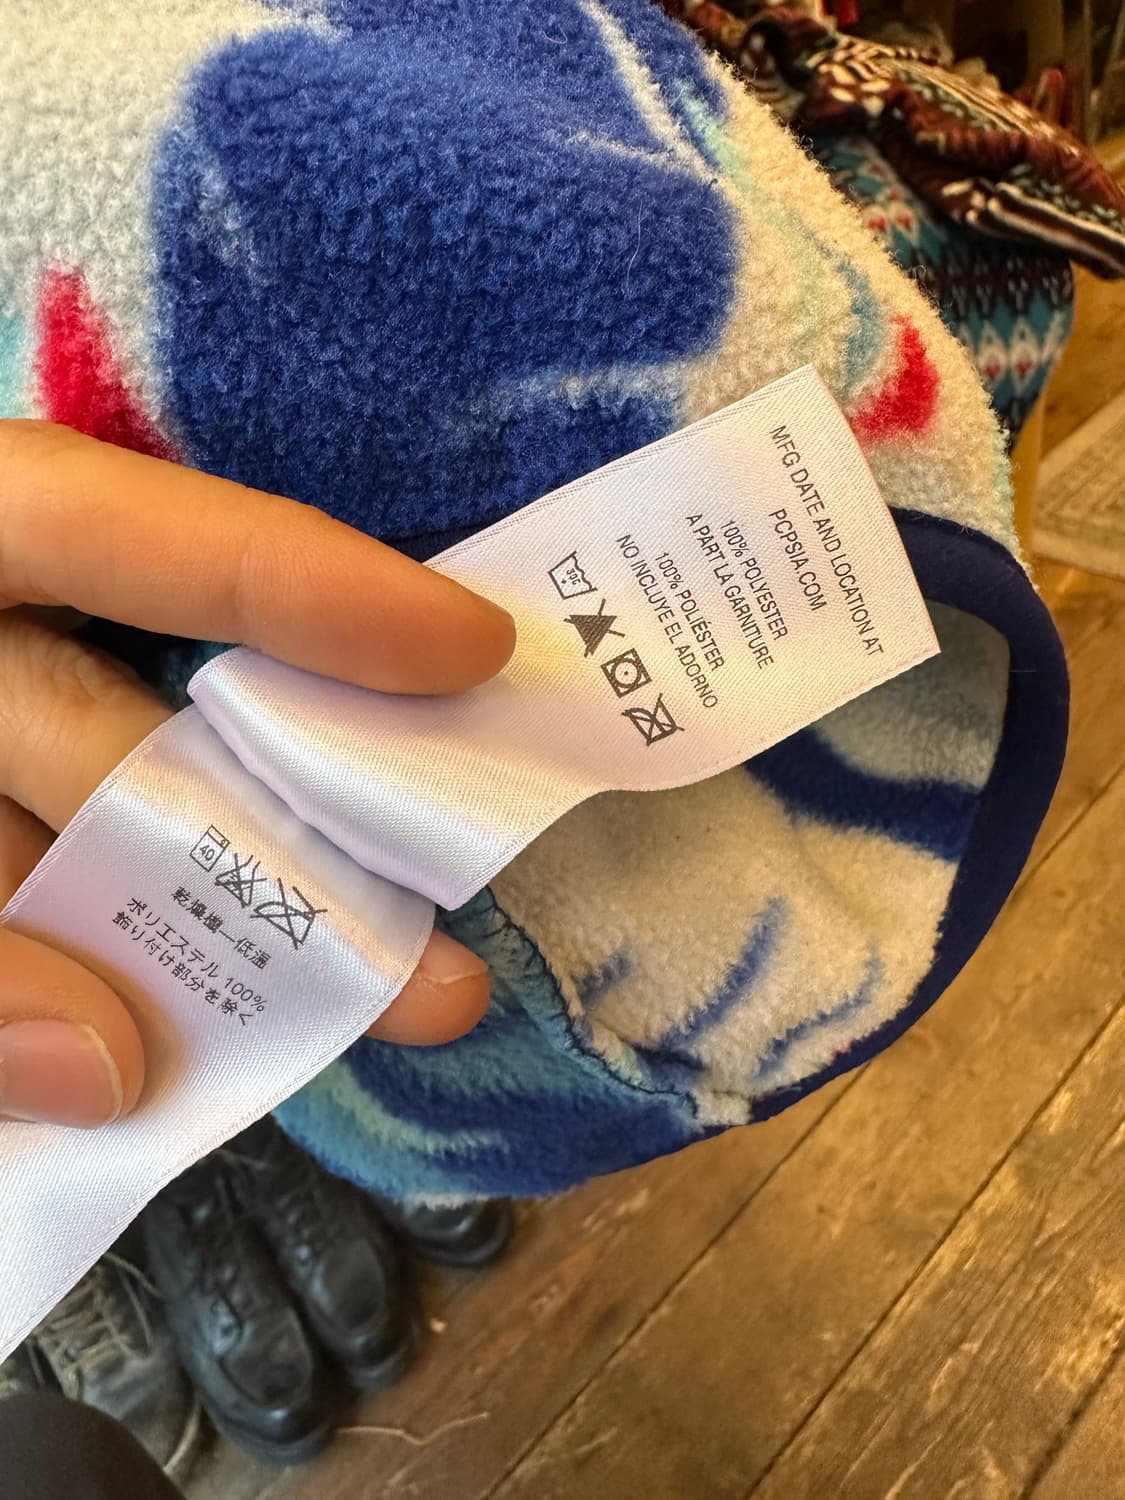 MFG DATE AND LOCATION AT
PCPSIA.COM
100% POLYESTER
A PART LA GARNITURE
100% POLIÉSTER
NO INCLUYE EL ADORNO
30C
40
乾燥機—低温
ポリエステル 100%
飾り付け部分を除く